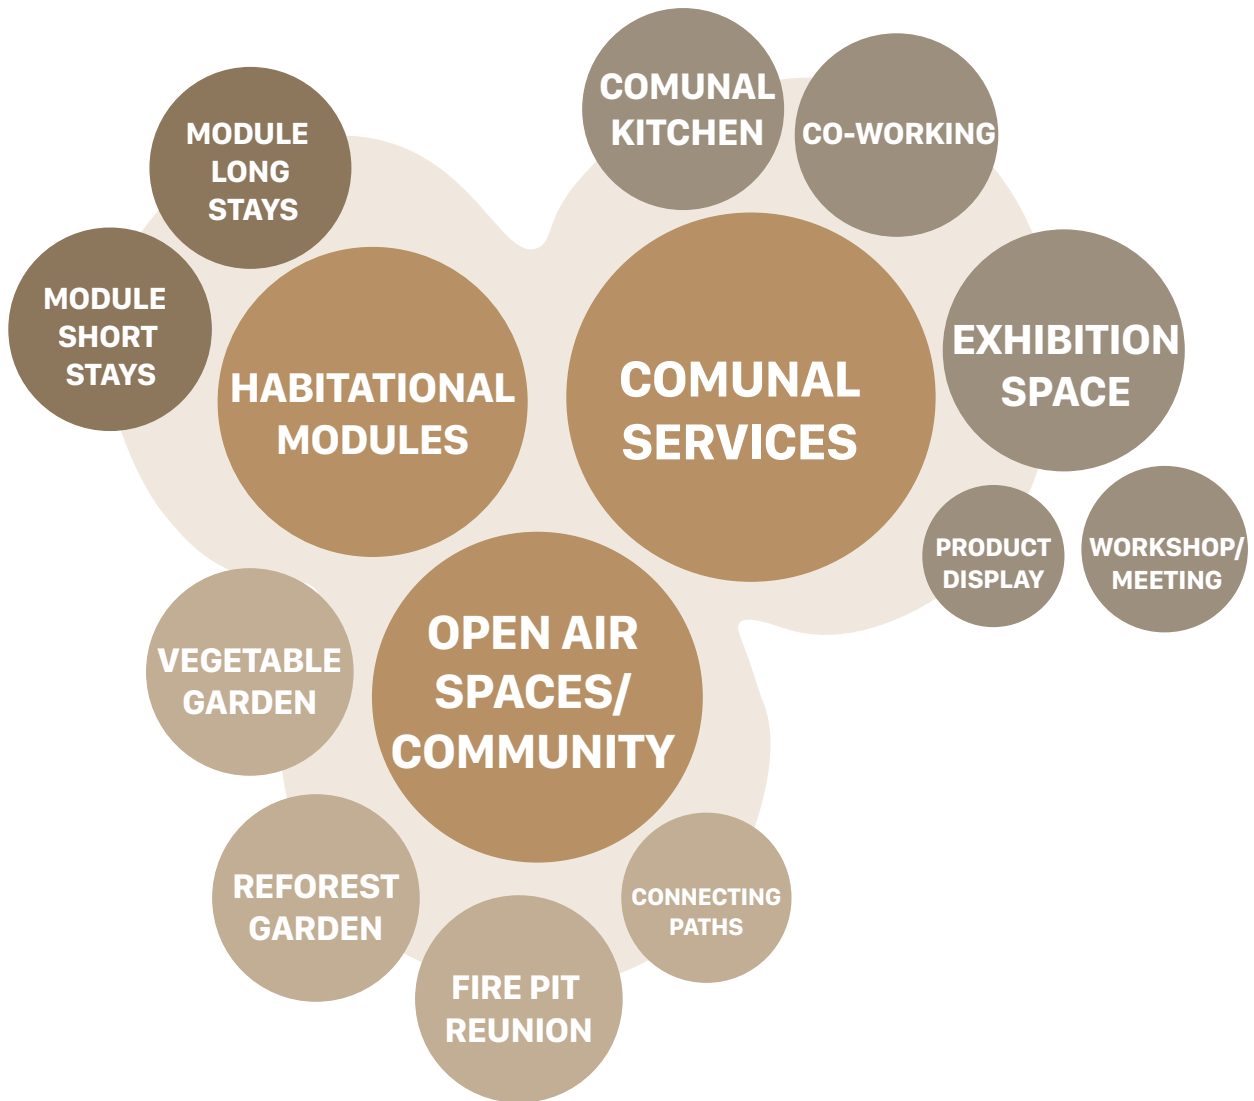 MODULE
LONG
STAYS
MODULE
SHORT
STAYS
HABITATIONAL
MODULES
COMUNAL
KITCHEN
CO-WORKING
COMUNAL
SERVICES
EXHIBITION
SPACE
PRODUCT
DISPLAY
WORKSHOP/
MEETING
OPEN AIR
SPACES/
COMMUNITY
VEGETABLE
GARDEN
REFOREST
GARDEN
FIRE PIT
REUNION
CONNECTING
PATHS